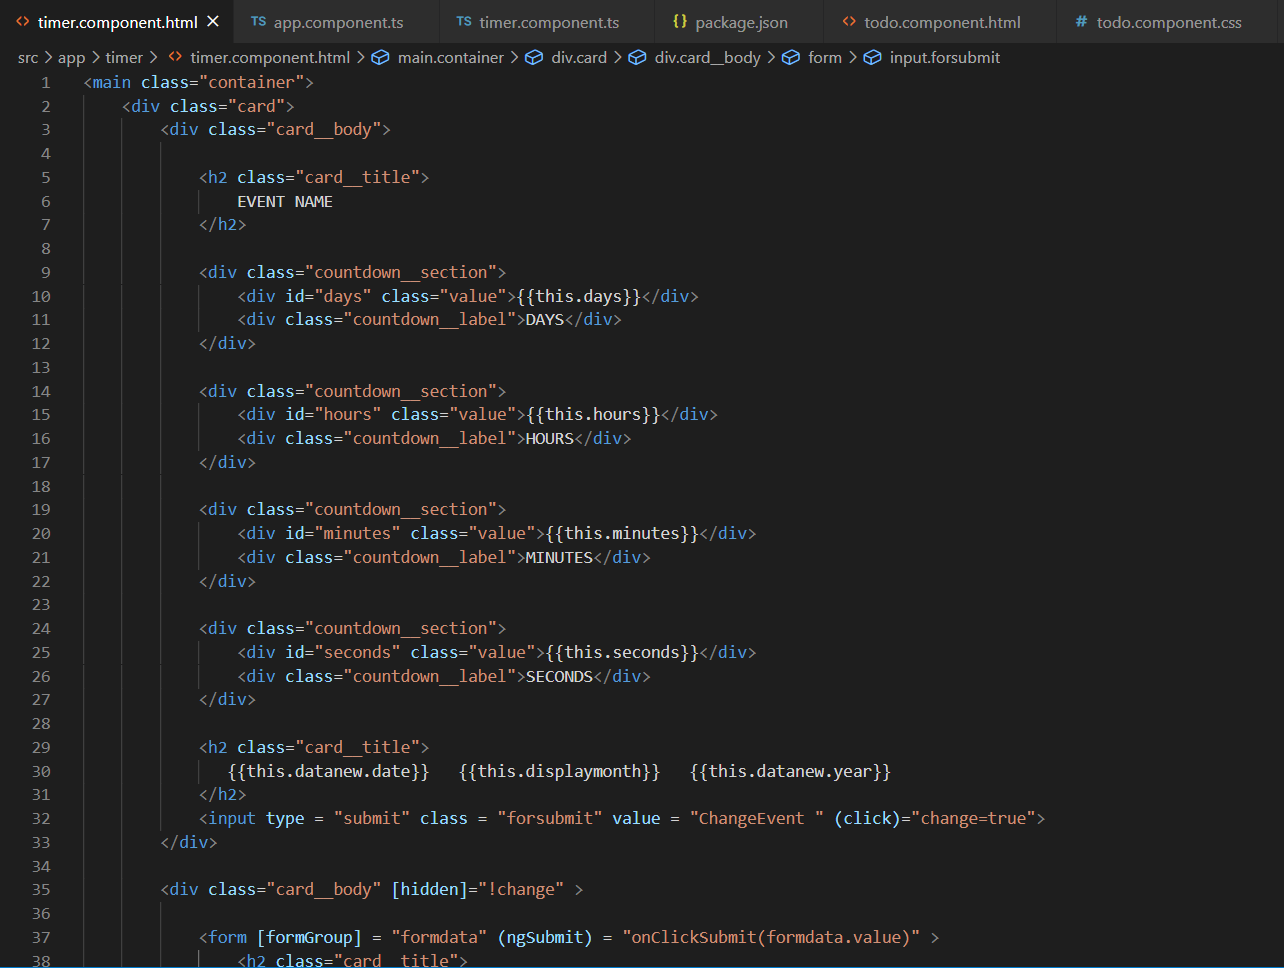 timer.component.html app.component.ts timer.component.ts package.json todo.component.html todo.component.css
src > app > timer > timer.component.html > main.container > div.card > div.card__body > form > input.forsubmit
1 <main class="container">
2 <div class="card">
3 <div class="card__body">
4
5 <h2 class="card__title">
6 EVENT NAME
7 </h2>
8
9 <div class="countdown__section">
10 <div id="days" class="value">{{this.days}}</div>
11 <div class="countdown__label">DAYS</div>
12 </div>
13
14 <div class="countdown__section">
15 <div id="hours" class="value">{{this.hours}}</div>
16 <div class="countdown__label">HOURS</div>
17 </div>
18
19 <div class="countdown__section">
20 <div id="minutes" class="value">{{this.minutes}}</div>
21 <div class="countdown__label">MINUTES</div>
22 </div>
23
24 <div class="countdown__section">
25 <div id="seconds" class="value">{{this.seconds}}</div>
26 <div class="countdown__label">SECONDS</div>
27 </div>
28
29 <h2 class="card__title">
30 {{this.datanew.date}} {{this.displaymonth}} {{this.datanew.year}}
31 </h2>
32 <input type = "submit" class = "forsubmit" value = "ChangeEvent " (click)="change=true">
33 </div>
34
35 <div class="card__body" [hidden]="!change" >
36
37 <form [formGroup] = "formdata" (ngSubmit) = "onClickSubmit(formdata.value)" >
38 <h2 class="card__title">